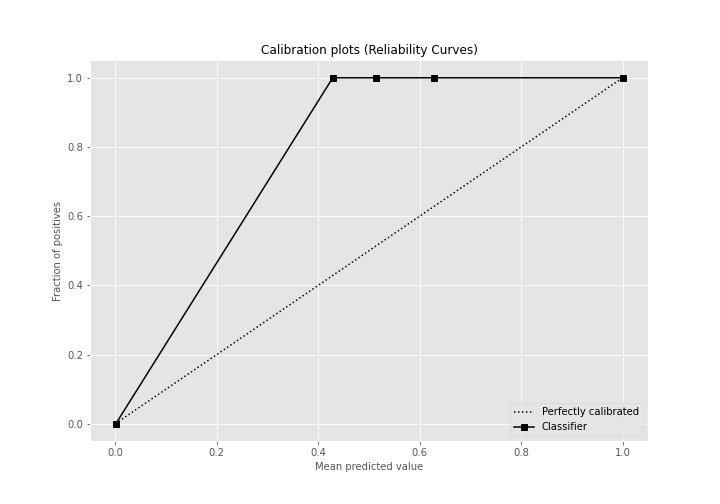 Calibration plots (Reliability Curves)
1.0
0.8
0.6
0.4
0.2
0.0
Fraction of positives
0.0 0.2 0.4 0.6 0.8 1.0
Mean predicted value
Perfectly calibrated
Classifier